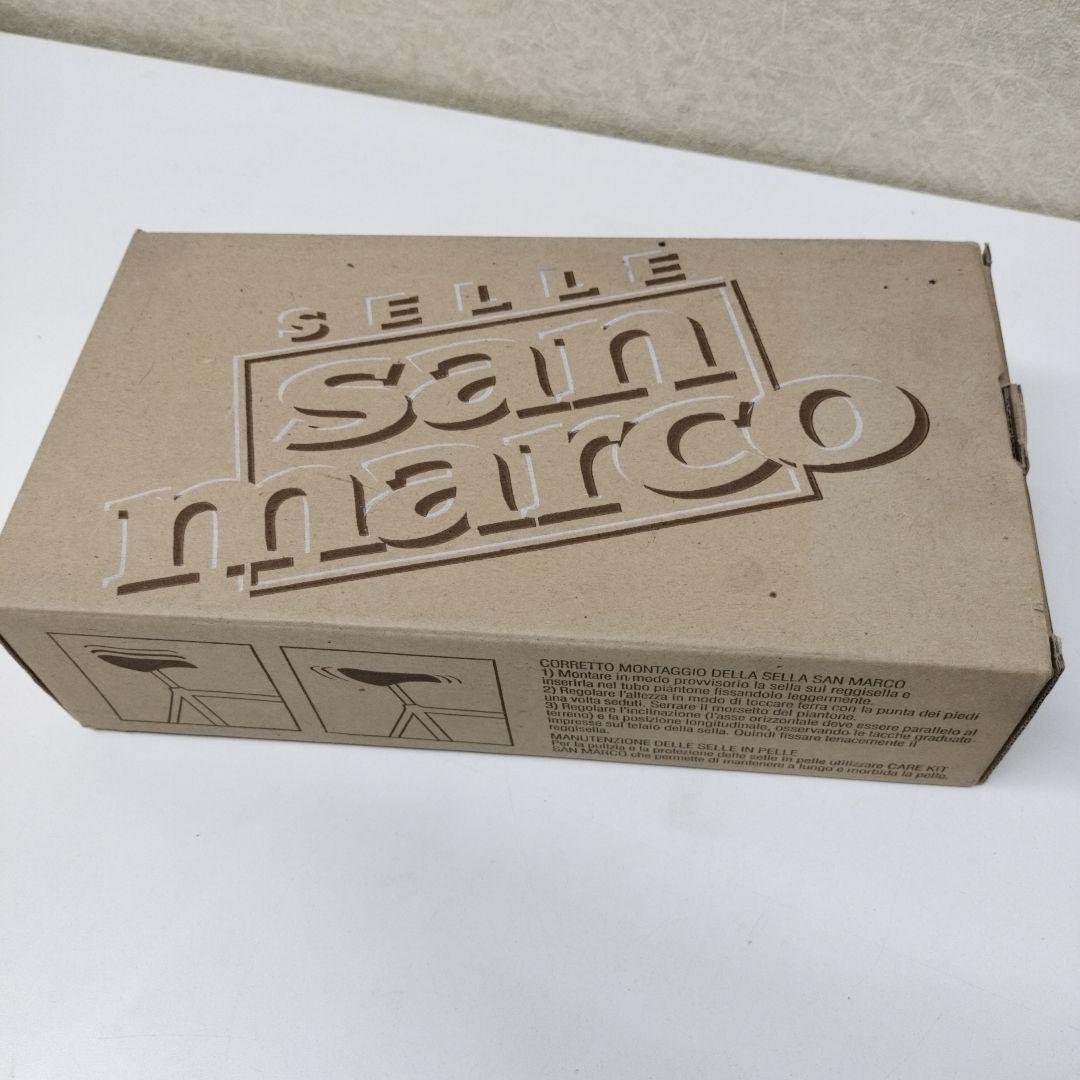 SELLE
san
marco
CORRETTO MONTAGGIO DELLA SELLA SAN MARCO
1) Montare in modo provvisorio la sella sul reggisella e
inserirla nel tubo piantone fissandolo leggermente.
2) Regolare l'altezza in modo di toccare terra con la punta dei piedi
una volta seduti. Serrare il morsetto del piantone.
3) Regolare l'inclinazione (l'asse orizzontale deve essere parallelo al
terreno) e la posizione longitudinale, osservando le tacche graduate
impresse sul telaio della sella. Quindi fissare tenacemente il
reggisella.
MANUTENZIONE DELLE SELLE IN PELLE
Per la pulizia e la protezione delle selle in pelle utilizzare CARE KIT
SAN MARCO che permette di mantenere a lungo e morbida la pelle.